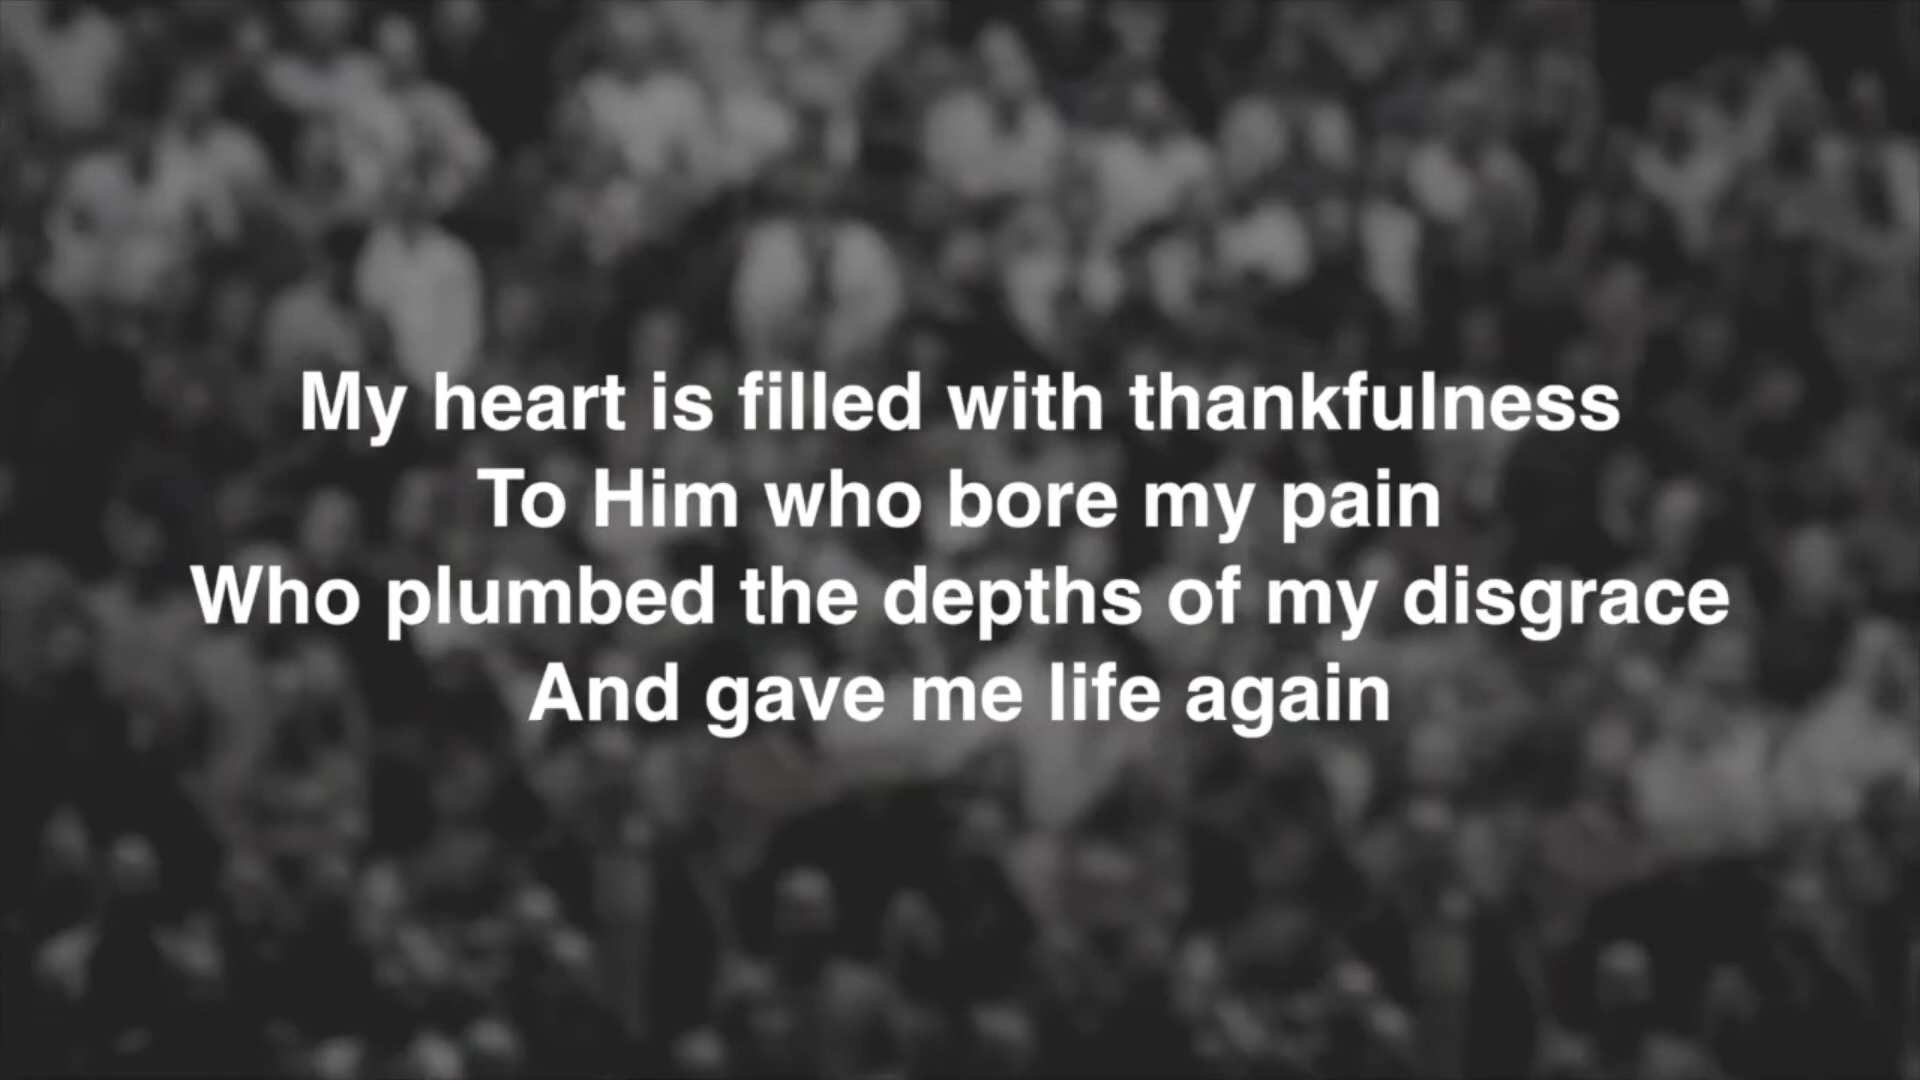 My heart is filled with thankfulness
To Him who bore my pain
Who plumbed the depths of my disgrace
And gave me life again